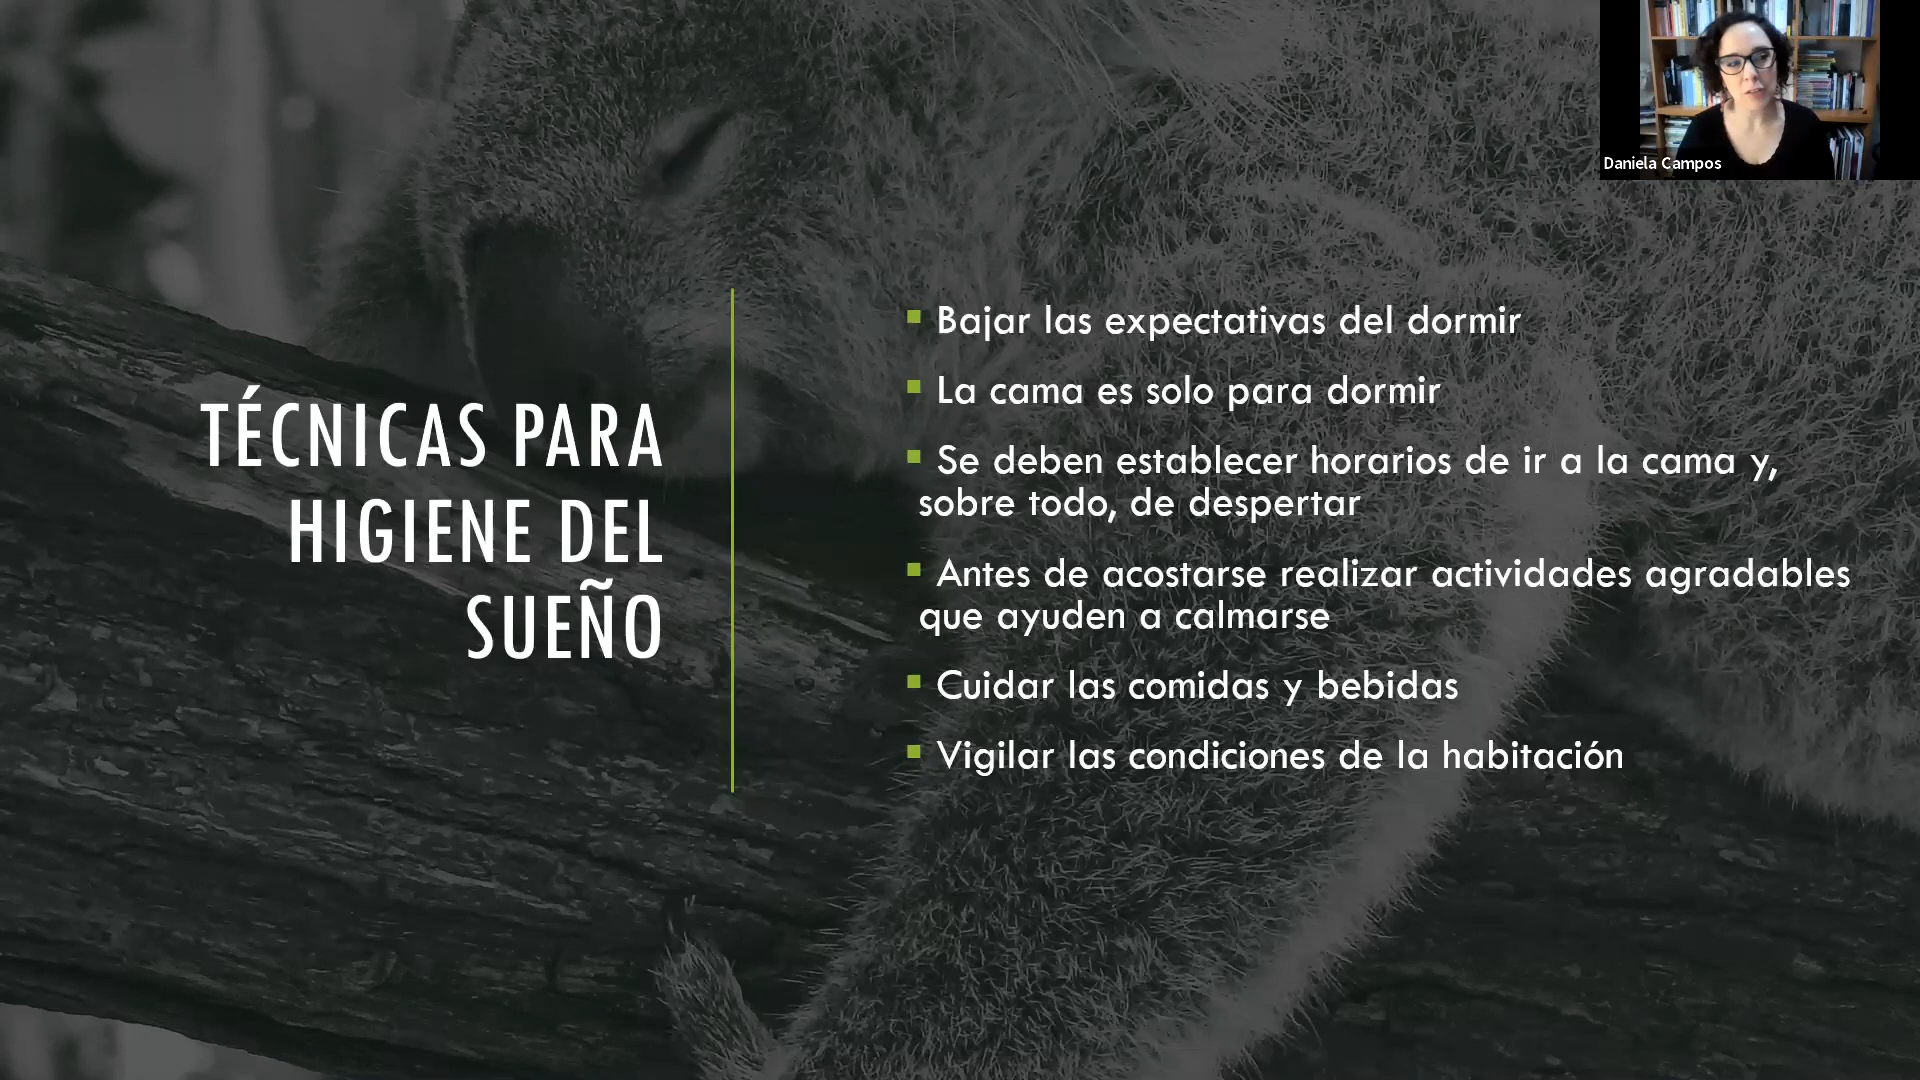 TÉCNICAS PARA
HIGIENE DEL
SUEÑO
Bajar las expectativas del dormir
La cama es solo para dormir
Se deben establecer horarios de ir a la cama y,
sobre todo, de despertar
Antes de acostarse realizar actividades agradables
que ayuden a calmarse
Cuidar las comidas y bebidas
Vigilar las condiciones de la habitación
Daniela Campos